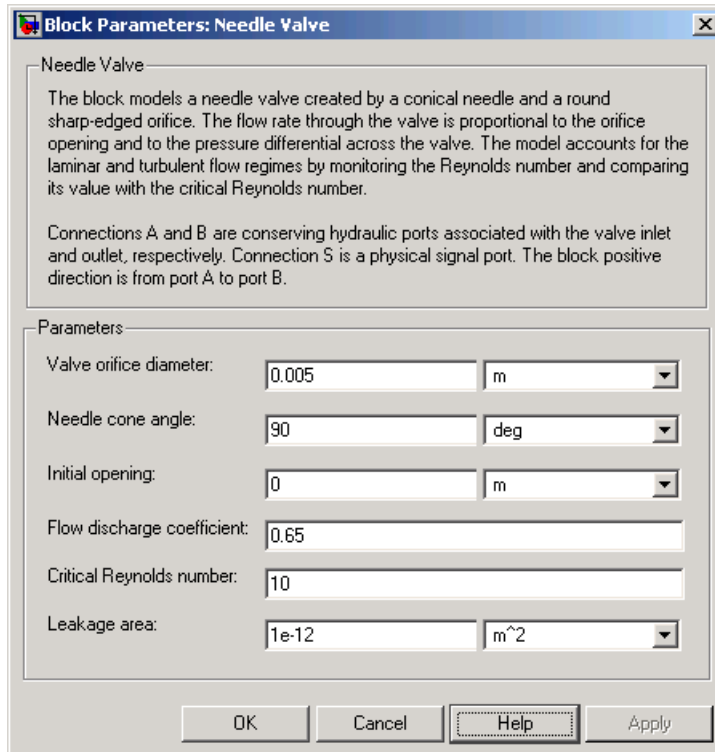 Block Parameters: Needle Valve
Needle Valve
The block models a needle valve created by a conical needle and a round
sharp-edged orifice. The flow rate through the valve is proportional to the orifice
opening and to the pressure differential across the valve. The model accounts for the
laminar and turbulent flow regimes by monitoring the Reynolds number and comparing
its value with the critical Reynolds number.
Connections A and B are conserving hydraulic ports associated with the valve inlet
and outlet, respectively. Connection S is a physical signal port. The block positive
direction is from port A to port B.
Parameters
Valve orifice diameter: 0.005 m
Needle cone angle: 90 deg
Initial opening: 0 m
Flow discharge coefficient: 0.65
Critical Reynolds number: 10
Leakage area: 1e-12 m^2
OK Cancel Help Apply